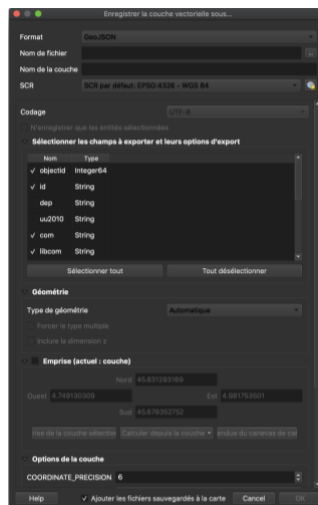 Enregistrer la couche vectorielle sous...
Format GeoJSON
Nom de fichier
Nom de la couche
SCR SCR par défaut: EPSG:4326 - WGS 84
Codage UTF-8
N'enregistrer que les entités sélectionnées
Sélectionner les champs à exporter et leurs options d'export
Nom Type
✓ objectid Integer64
✓ id String
dep String
uu2010 String
✓ com String
✓ libcom String
Sélectionner tout Tout désélectionner
Géométrie
Type de géométrie Automatique
Forcer le type multiple
Inclure la dimension z
Emprise (actuel : couche)
Nord 45.831293168
Ouest 4.749130309 Est 4.981753601
Sud 45.678352752
Calculer depuis la couche
Options de la couche
COORDINATE_PRECISION 6
Help ✓ Ajouter les fichiers sauvegardés à la carte Cancel OK